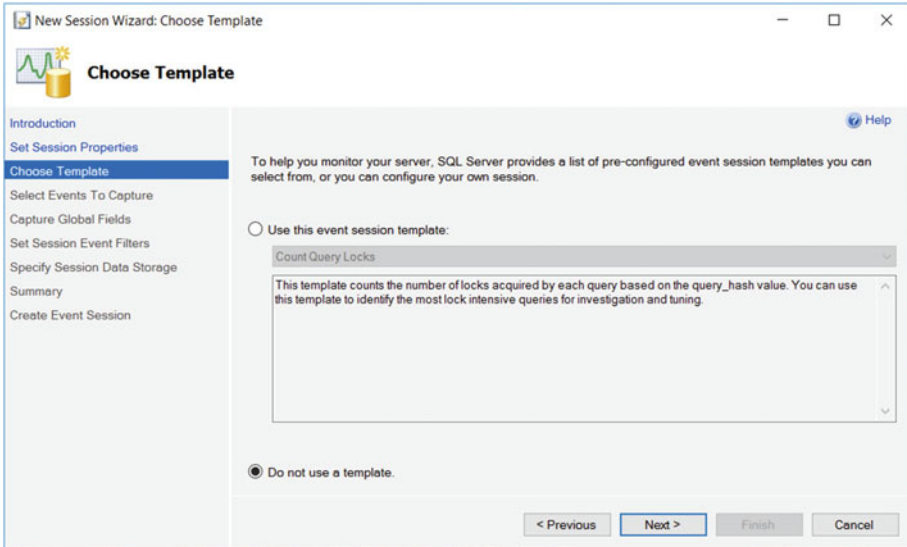 New Session Wizard: Choose Template
Choose Template
Introduction
Set Session Properties
Choose Template
Select Events To Capture
Capture Global Fields
Set Session Event Filters
Specify Session Data Storage
Summary
Create Event Session
Help
To help you monitor your server, SQL Server provides a list of pre-configured event session templates you can
select from, or you can configure your own session.
Use this event session template:
Count Query Locks
This template counts the number of locks acquired by each query based on the query_hash value. You can use
this template to identify the most lock intensive queries for investigation and tuning.
Do not use a template.
< Previous
Next >
Finish
Cancel